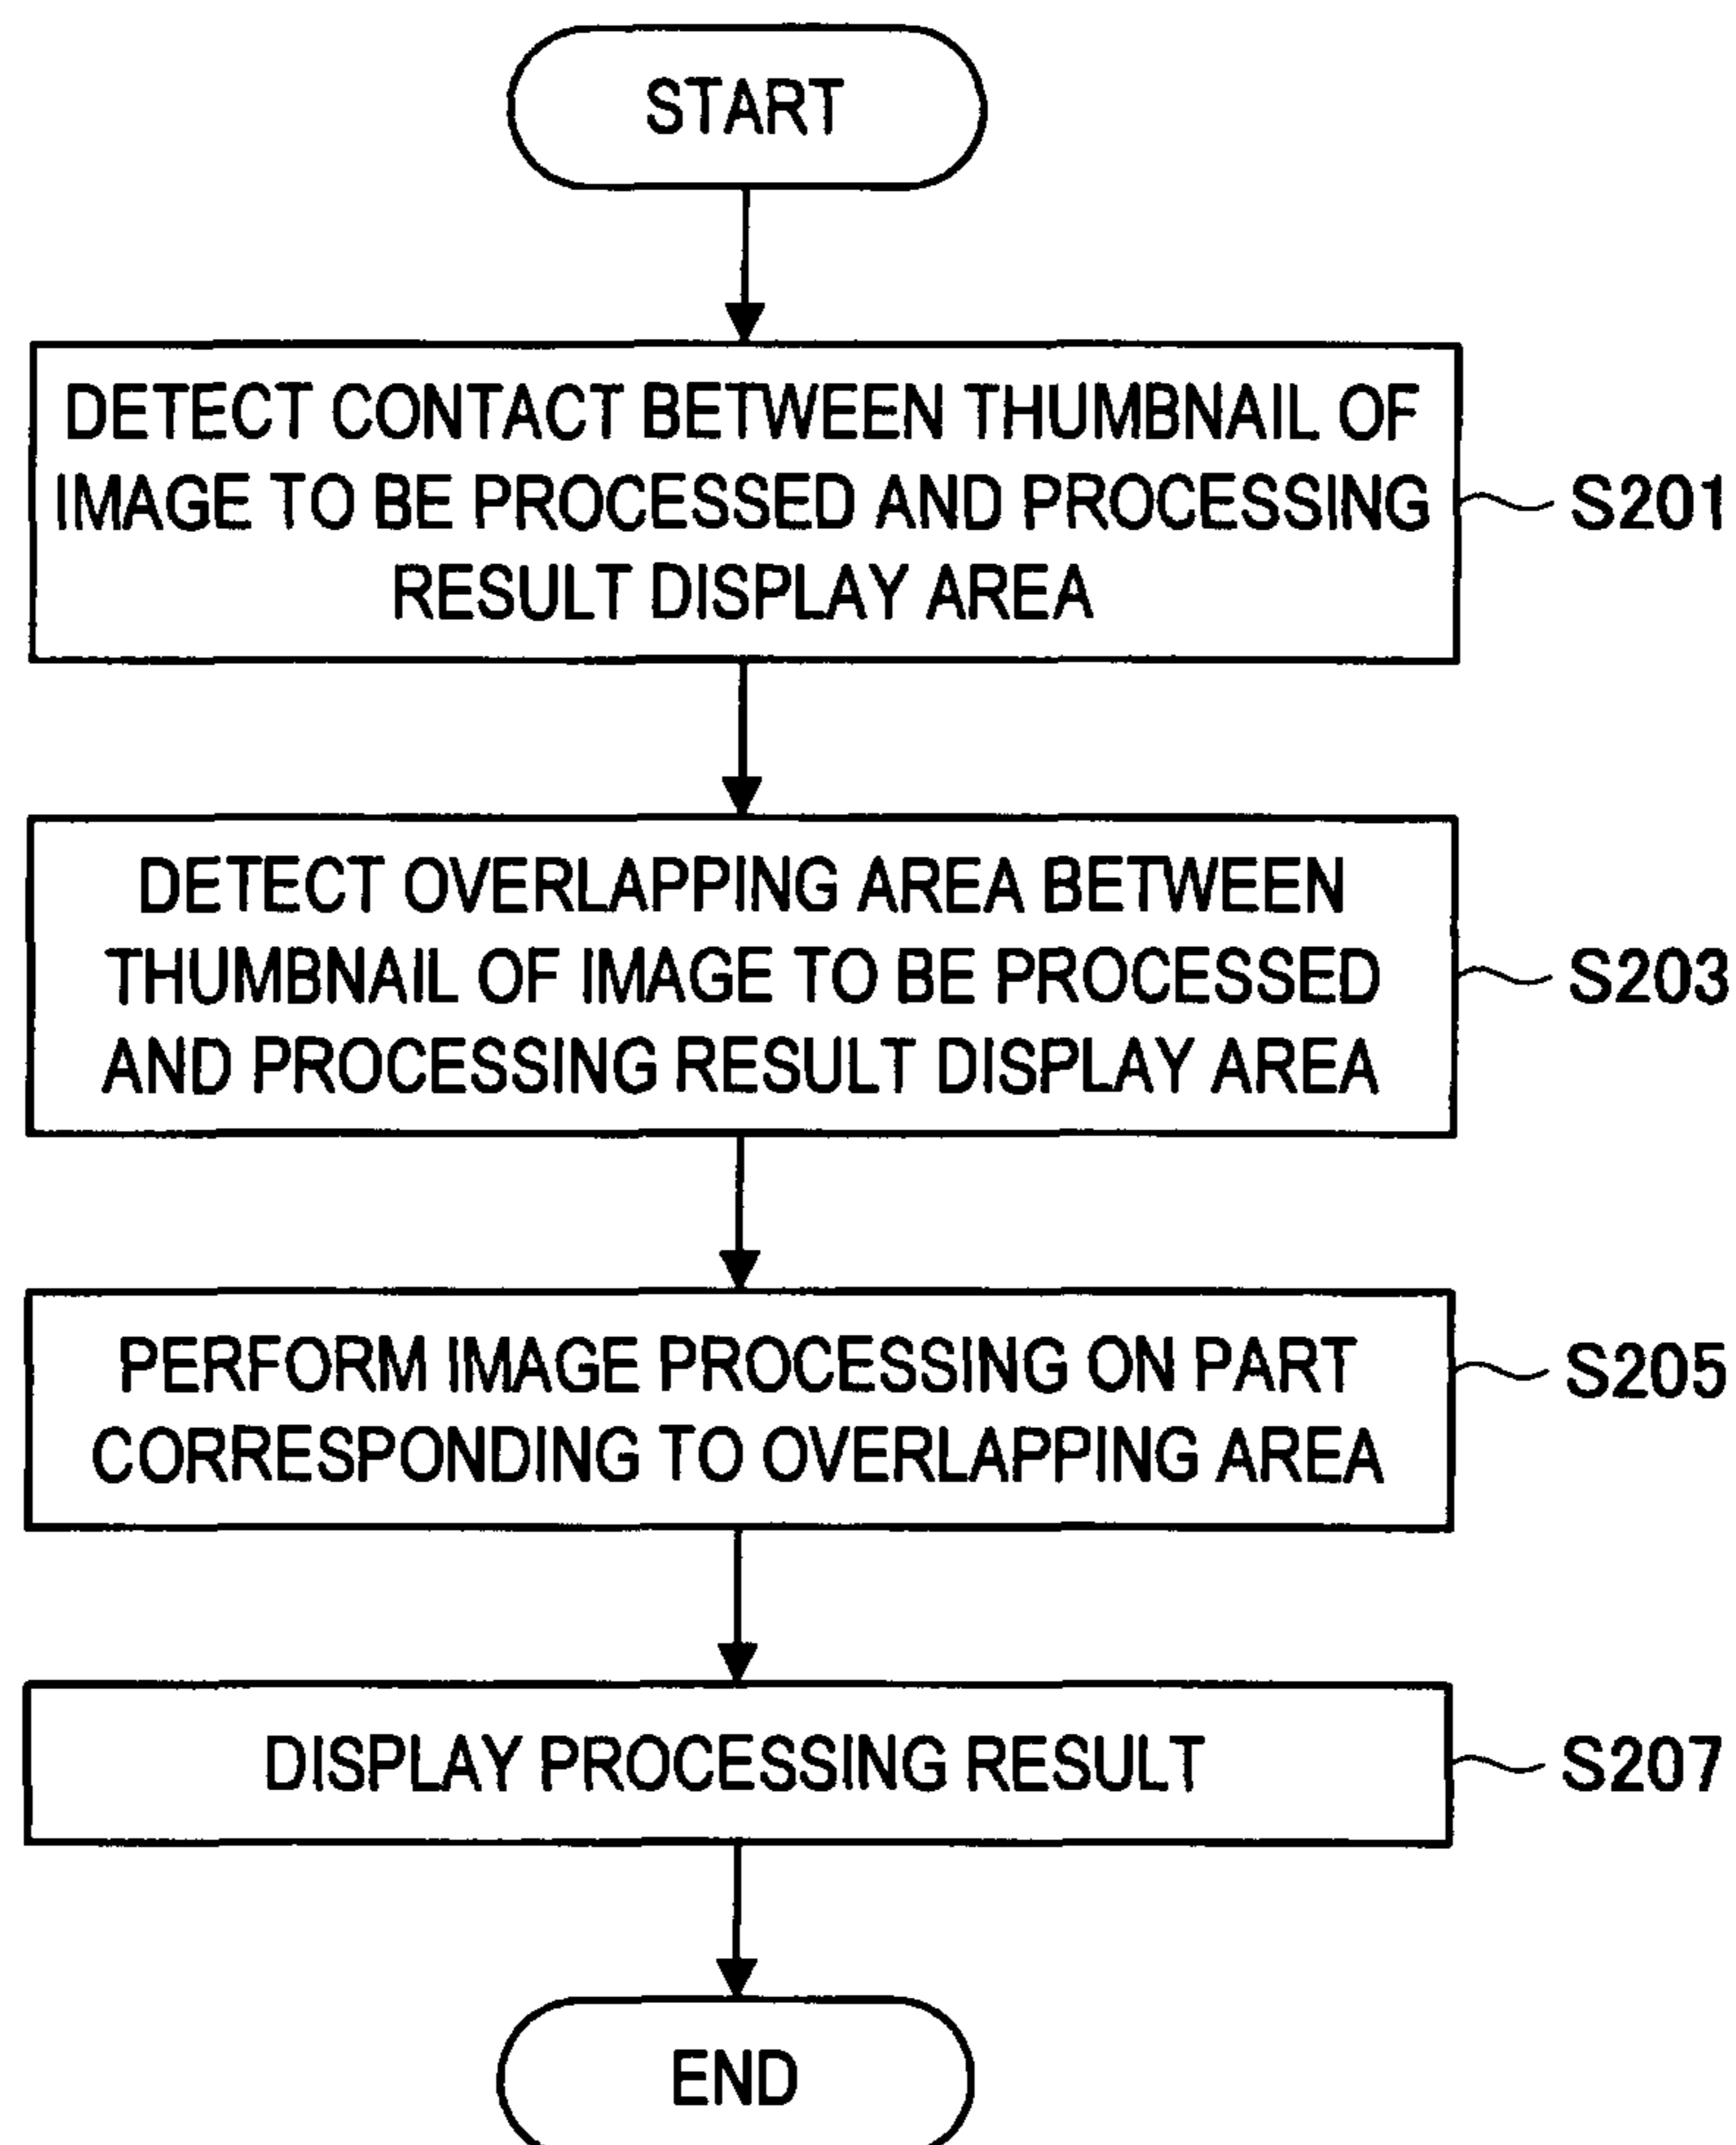 START
DETECT CONTACT BETWEEN THUMBNAIL OF
IMAGE TO BE PROCESSED AND PROCESSING
RESULT DISPLAY AREA
S201
DETECT OVERLAPPING AREA BETWEEN
THUMBNAIL OF IMAGE TO BE PROCESSED
AND PROCESSING RESULT DISPLAY AREA
S203
PERFORM IMAGE PROCESSING ON PART
CORRESPONDING TO OVERLAPPING AREA
S205
DISPLAY PROCESSING RESULT
S207
END